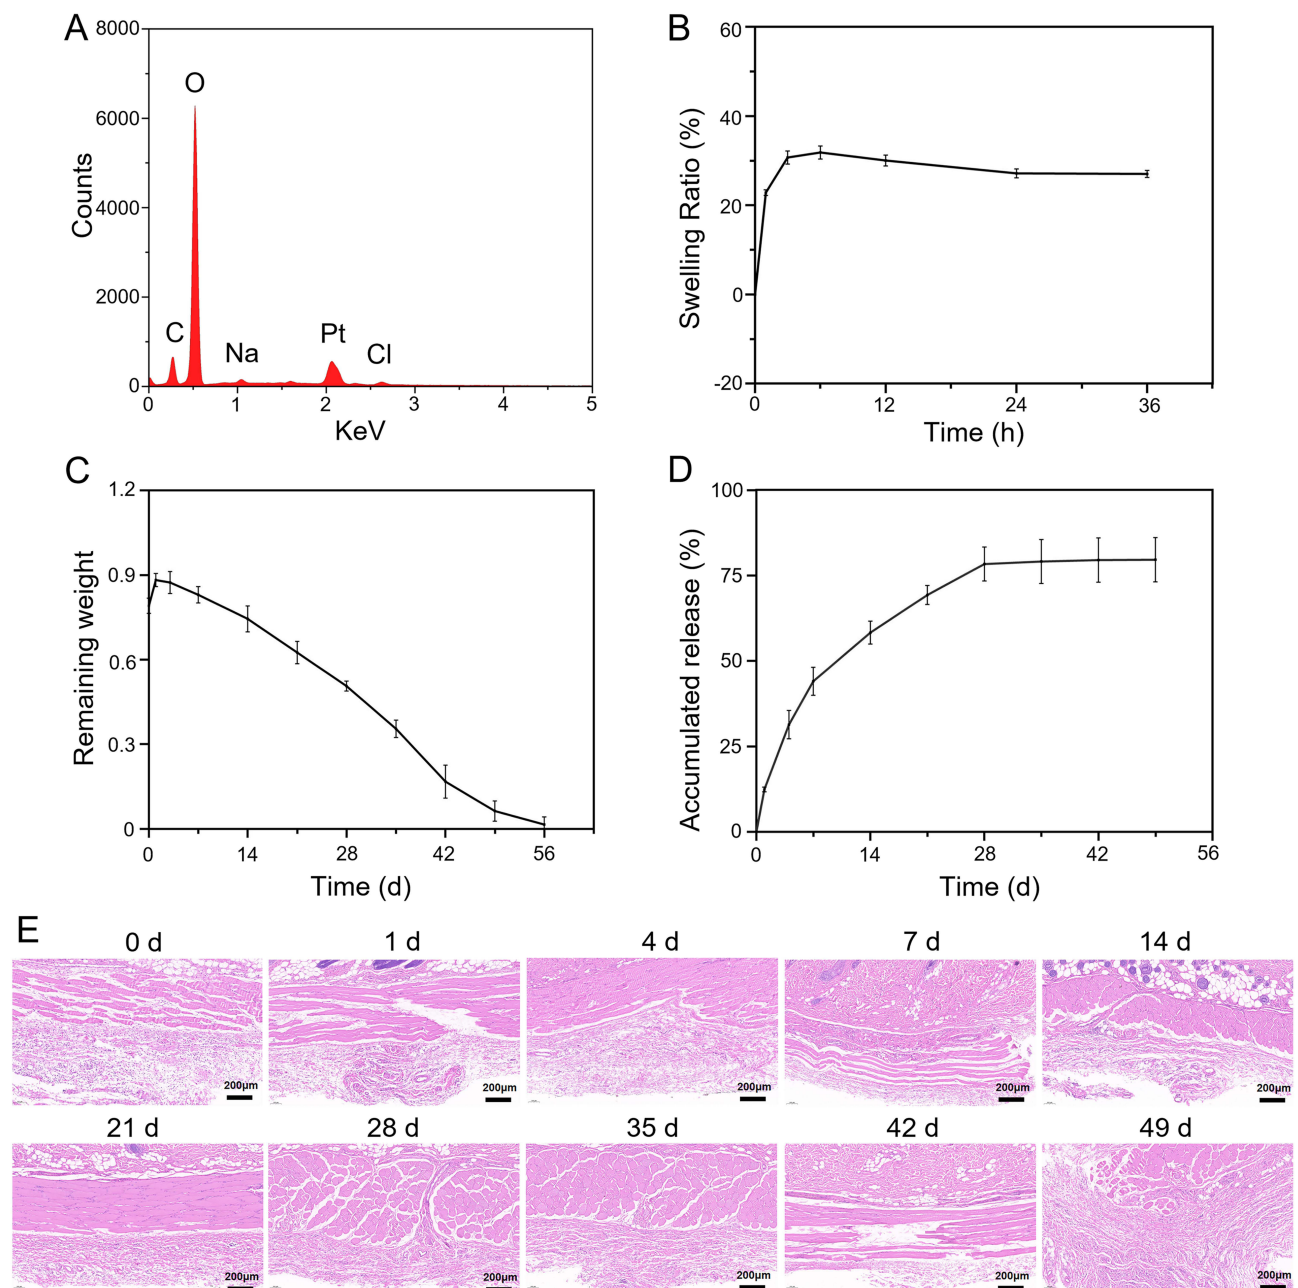 A
8000
6000
4000
2000
0
Counts
O
C
Na
Pt
Cl
0 1 2 3 4 5
KeV
B
60
40
20
0
-20
Swelling Ratio (%)
0 12 24 36
Time (h)
C
1.2
0.9
0.6
0.3
0
Remaining weight
0 14 28 42 56
Time (d)
D
100
75
50
25
0
Accumulated release (%)
0 14 28 42 56
Time (d)
E
0 d 1 d 4 d 7 d 14 d
200μm 200μm 200μm 200μm 200μm
21 d 28 d 35 d 42 d 49 d
200μm 200μm 200μm 200μm 200μm